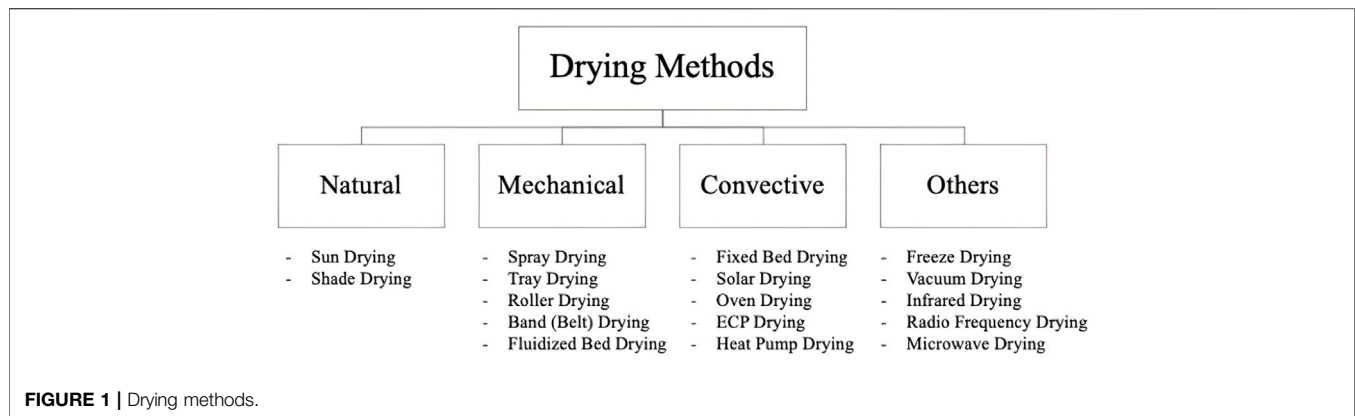 Drying Methods
Natural
Mechanical
Convective
Others
- Sun Drying
- Shade Drying
- Spray Drying
- Tray Drying
- Roller Drying
- Band (Belt) Drying
- Fluidized Bed Drying
- Fixed Bed Drying
- Solar Drying
- Oven Drying
- ECP Drying
- Heat Pump Drying
- Freeze Drying
- Vacuum Drying
- Infrared Drying
- Radio Frequency Drying
- Microwave Drying
FIGURE 1 | Drying methods.